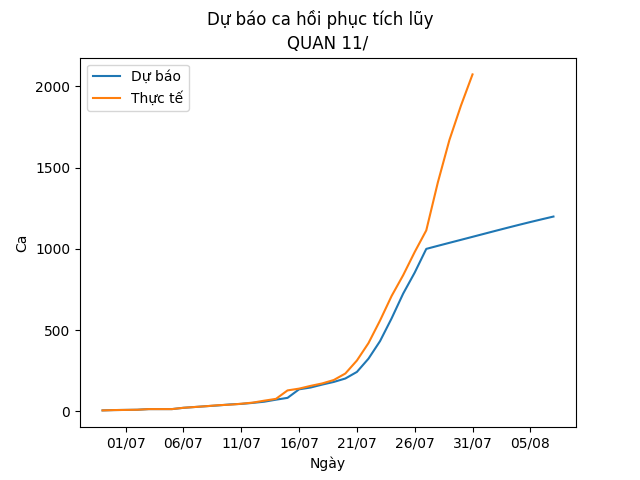 Dự báo ca hồi phục tích lũy
QUAN 11/
Dự báo
Thực tế
2000
1500
1000
500
0
Ca
01/07 06/07 11/07 16/07 21/07 26/07 31/07 05/08
Ngày